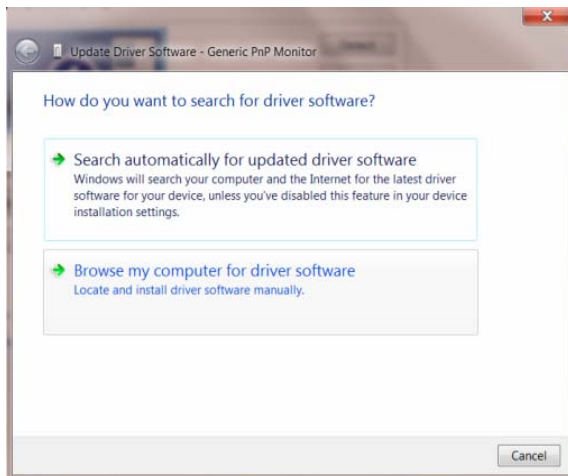 Update Driver Software - Generic PnP Monitor
How do you want to search for driver software?
Search automatically for updated driver software
Windows will search your computer and the Internet for the latest driver
software for your device, unless you've disabled this feature in your device
installation settings.
Browse my computer for driver software
Locate and install driver software manually.
Cancel